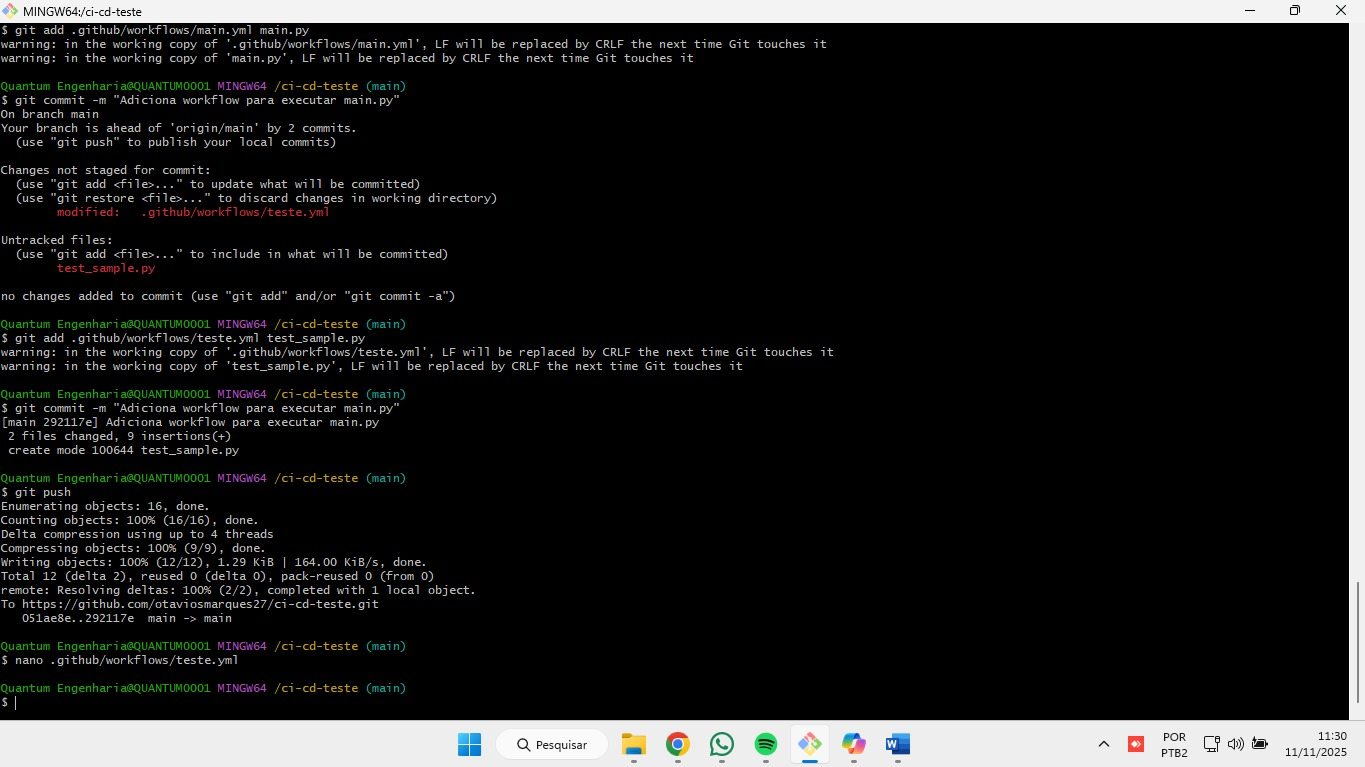 MINGW64:/ci-cd-teste
$ git add .github/workflows/main.yml main.py
warning: in the working copy of '.github/workflows/main.yml', LF will be replaced by CRLF the next time Git touches it
warning: in the working copy of 'main.py', LF will be replaced by CRLF the next time Git touches it
Quantum Engenharia@QUANTUM0001 MINGW64 /ci-cd-teste (main)
$ git commit -m "Adiciona workflow para executar main.py"
On branch main
Your branch is ahead of 'origin/main' by 2 commits.
(use "git push" to publish your local commits)
Changes not staged for commit:
(use "git add <file>..." to update what will be committed)
(use "git restore <file>..." to discard changes in working directory)
modified:   .github/workflows/teste.yml
Untracked files:
(use "git add <file>..." to include in what will be committed)
test_sample.py
no changes added to commit (use "git add" and/or "git commit -a")
Quantum Engenharia@QUANTUM0001 MINGW64 /ci-cd-teste (main)
$ git add .github/workflows/teste.yml test_sample.py
warning: in the working copy of '.github/workflows/teste.yml', LF will be replaced by CRLF the next time Git touches it
warning: in the working copy of 'test_sample.py', LF will be replaced by CRLF the next time Git touches it
Quantum Engenharia@QUANTUM0001 MINGW64 /ci-cd-teste (main)
$ git commit -m "Adiciona workflow para executar main.py"
[main 292117e] Adiciona workflow para executar main.py
2 files changed, 9 insertions(+)
create mode 100644 test_sample.py
Quantum Engenharia@QUANTUM0001 MINGW64 /ci-cd-teste (main)
$ git push
Enumerating objects: 16, done.
Counting objects: 100% (16/16), done.
Delta compression using up to 4 threads
Compressing objects: 100% (9/9), done.
Writing objects: 100% (12/12), 1.29 KiB | 164.00 KiB/s, done.
Total 12 (delta 2), reused 0 (delta 0), pack-reused 0 (from 0)
remote: Resolving deltas: 100% (2/2), completed with 1 local object.
To https://github.com/otaviosmarques27/ci-cd-teste.git
051ae8e..292117e  main -> main
Quantum Engenharia@QUANTUM0001 MINGW64 /ci-cd-teste (main)
$ nano .github/workflows/teste.yml
Quantum Engenharia@QUANTUM0001 MINGW64 /ci-cd-teste (main)
$
Pesquisar
POR
PTB2
11:30
11/11/2025